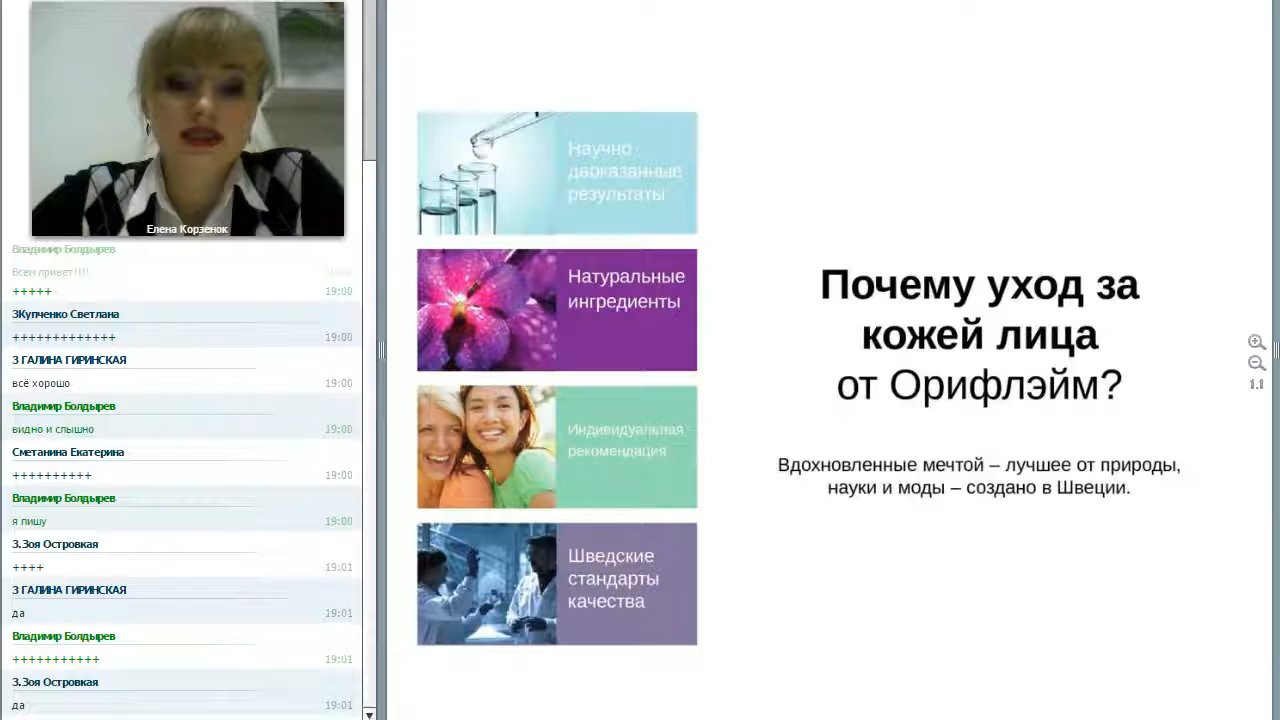 Елена Корзенок
Владимир Болдырев
Всем привет!!!!
+++++ 19:00
3Купченко Светлана
+++++++++++++ 19:00
3 ГАЛИНА ГИРИНСКАЯ
всё хорошо 19:00
Владимир Болдырев
видно и слышно 19:00
Сметанина Екатерина
++++++++++ 19:00
Владимир Болдырев
я пишу 19:00
3.Зоя Островкая
++++ 19:01
3 ГАЛИНА ГИРИНСКАЯ
да 19:01
Владимир Болдырев
+++++++++++ 19:01
3.Зоя Островкая
да 19:01
Научно
даоказанные
результаты
Натуральные
ингредиенты
Индивидуальная
рекомендация
Шведские
стандарты
качества
Почему уход за
кожей лица
от Орифлэйм?
Вдохновленные мечтой – лучшее от природы,
науки и моды – создано в Швеции.
1.1